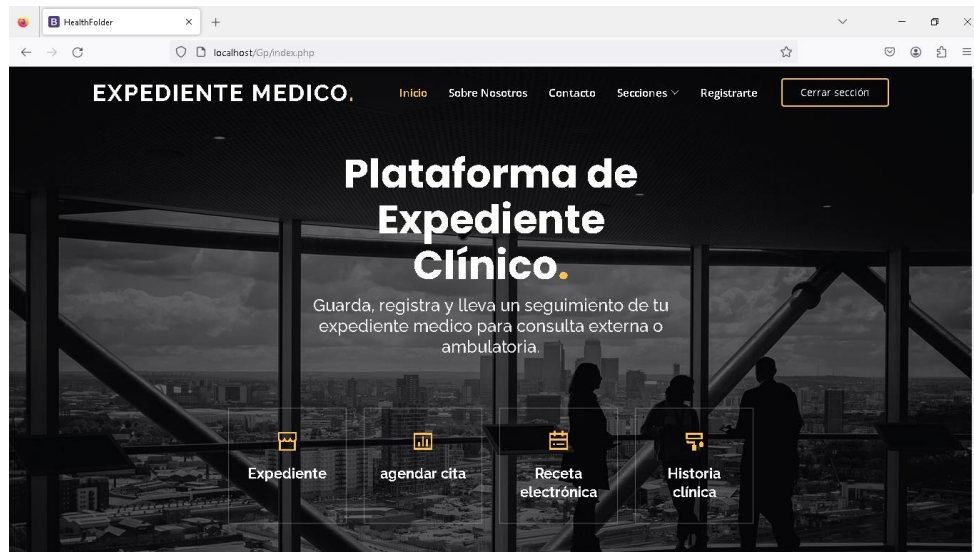 HealthFolder
localhost/Gp/index.php
EXPEDIENTE MEDICO.
Inicio
Sobre Nosotros
Contacto
Secciones
Registrarte
Cerrar sección
Plataforma de
Expediente
Clínico.
Guarda, registra y lleva un seguimiento de tu
expediente medico para consulta externa o
ambulatoria.
Expediente
agendar cita
Receta
electrónica
Historia
clínica